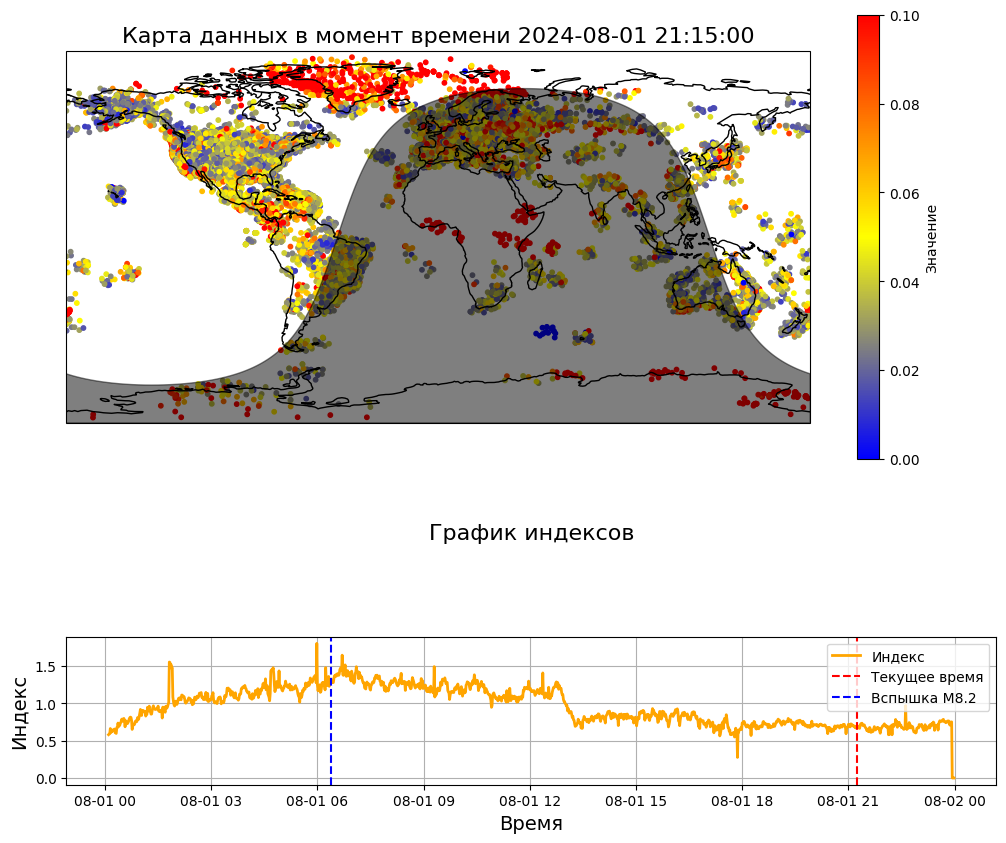 Карта данных в момент времени 2024-08-01 21:15:00
0.10
0.08
0.06
0.04
0.02
0.00
Значение
График индексов
Индекс
1.5
1.0
0.5
0.0
Индекс
Текущее время
Вспышка M8.2
08-01 00 08-01 03 08-01 06 08-01 09 08-01 12 08-01 15 08-01 18 08-01 21 08-02 00
Время